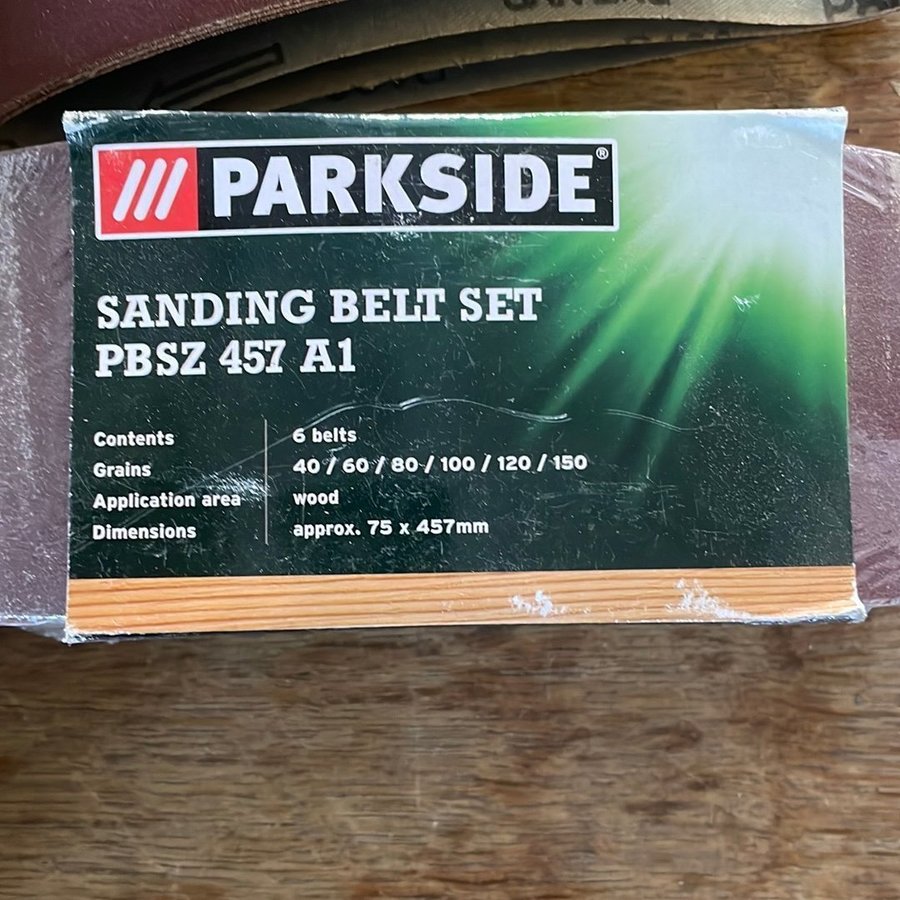 PARKSIDE®
SANDING BELT SET
PBSZ 457 A1
Contents 6 belts
Grains 40 / 60 / 80 / 100 / 120 / 150
Application area wood
Dimensions approx. 75 x 457mm